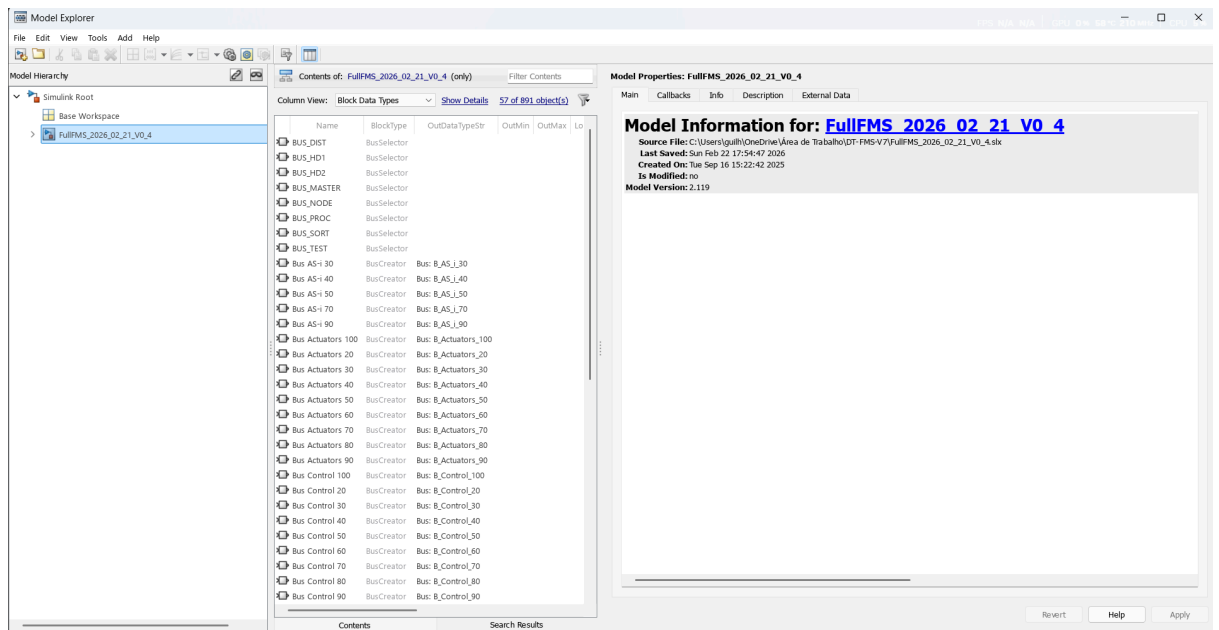 Model Explorer
File Edit View Tools Add Help
Model Hierarchy
Simulink Root
Base Workspace
FullFMS_2026_02_21_V0_4
Contents of: FullFMS_2026_02_21_V0_4 (only) Filter Contents
Column View: Block Data Types Show Details 57 of 891 object(s)
Name BlockType OutDataTypeStr OutMin OutMax Lo
BUS_DIST BusSelector
BUS_HD1 BusSelector
BUS_HD2 BusSelector
BUS_MASTER BusSelector
BUS_NODE BusSelector
BUS_PROC BusSelector
BUS_SORT BusSelector
BUS_TEST BusSelector
Bus AS-i 30 BusCreator Bus: B_AS_i_30
Bus AS-i 40 BusCreator Bus: B_AS_i_40
Bus AS-i 50 BusCreator Bus: B_AS_i_50
Bus AS-i 70 BusCreator Bus: B_AS_i_70
Bus AS-i 90 BusCreator Bus: B_AS_i_90
Bus Actuators 100 BusCreator Bus: B_Actuators_100
Bus Actuators 20 BusCreator Bus: B_Actuators_20
Bus Actuators 30 BusCreator Bus: B_Actuators_30
Bus Actuators 40 BusCreator Bus: B_Actuators_40
Bus Actuators 50 BusCreator Bus: B_Actuators_50
Bus Actuators 60 BusCreator Bus: B_Actuators_60
Bus Actuators 70 BusCreator Bus: B_Actuators_70
Bus Actuators 80 BusCreator Bus: B_Actuators_80
Bus Actuators 90 BusCreator Bus: B_Actuators_90
Bus Control 100 BusCreator Bus: B_Control_100
Bus Control 20 BusCreator Bus: B_Control_20
Bus Control 30 BusCreator Bus: B_Control_30
Bus Control 40 BusCreator Bus: B_Control_40
Bus Control 50 BusCreator Bus: B_Control_50
Bus Control 60 BusCreator Bus: B_Control_60
Bus Control 70 BusCreator Bus: B_Control_70
Bus Control 80 BusCreator Bus: B_Control_80
Bus Control 90 BusCreator Bus: B_Control_90
Contents Search Results
Model Properties: FullFMS_2026_02_21_V0_4
Main Callbacks Info Description External Data
Model Information for: FullFMS_2026_02_21_V0_4
Source File: C:\Users\guilh\OneDrive\Área de Trabalho\DT-FMS-V7\FullFMS_2026_02_21_V0_4.slx
Last Saved: Sun Feb 22 17:54:47 2026
Created On: Tue Sep 16 15:22:42 2025
Is Modified: no
Model Version: 2.119
Revert Help Apply